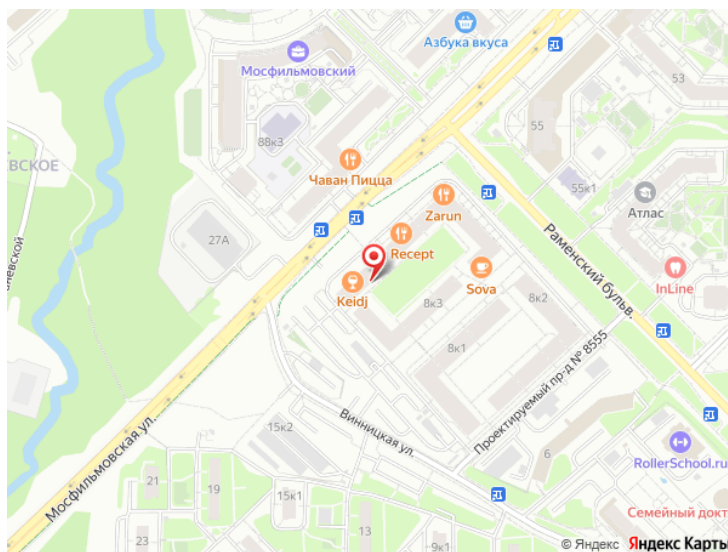 Азбука вкуса
Мосфильмовский
53
55
88к3
ЕВСКОЕ
Чаван Пицца
55к1
Атлас
Zarun
27А
Раменский бульв.
Recept
InLine
Keidj
Sova
8к3
8к2
8к1
Проектируемый пр-д № 8555
Мосфильмовская ул.
Винницкая ул.
15к2
RollerSchool.ru
6
21
19
15к1
Семейный докт
13
23
9к1
© Яндекс Яндекс Карты